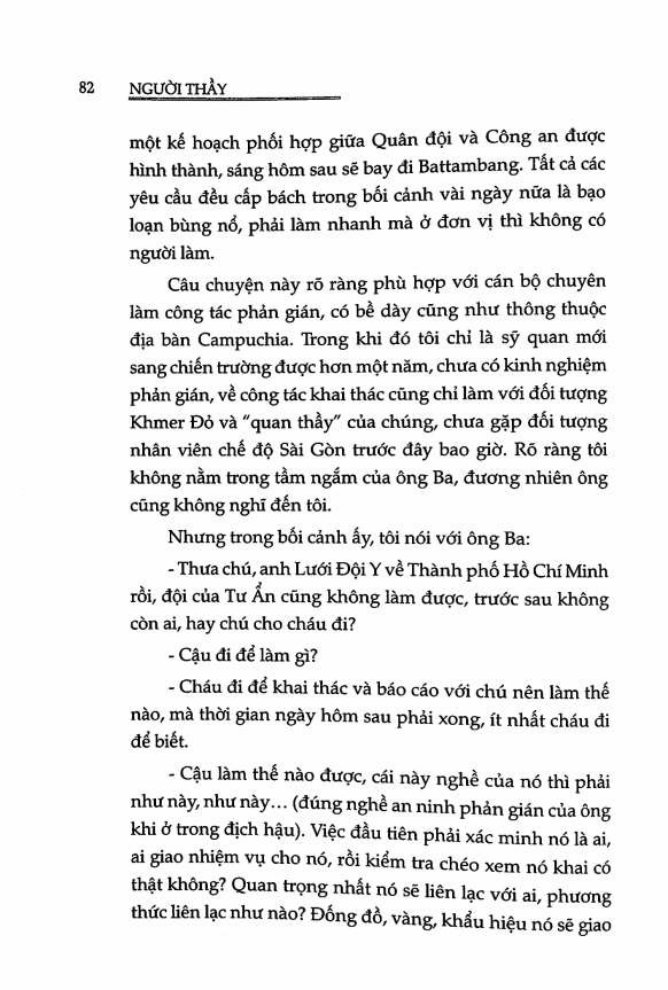 82 NGƯỜI THẦY
một kế hoạch phối hợp giữa Quân đội và Công an được
hình thành, sáng hôm sau sẽ bay đi Battambang. Tất cả các
yêu cầu đều cấp bách trong bối cảnh vài ngày nữa là bạo
loạn bùng nổ, phải làm nhanh mà ở đơn vị thì không có
người làm.
Câu chuyện này rõ ràng phù hợp với cán bộ chuyên
làm công tác phản gián, có bề dày cũng như thông thuộc
địa bàn Campuchia. Trong khi đó tôi chỉ là sỹ quan mới
sang chiến trường được hơn một năm, chưa có kinh nghiệm
phản gián, về công tác khai thác cũng chỉ làm với đối tượng
Khmer Đỏ và "quan thầy" của chúng, chưa gặp đối tượng
nhân viên chế độ Sài Gòn trước đây bao giờ. Rõ ràng tôi
không nằm trong tầm ngắm của ông Ba, đương nhiên ông
cũng không nghĩ đến tôi.
Nhưng trong bối cảnh ấy, tôi nói với ông Ba:
- Thưa chú, anh Lưới Đội Y về Thành phố Hồ Chí Minh
rồi, đội của Tư Ẩn cũng không làm được, trước sau không
còn ai, hay chú cho cháu đi?
- Cậu đi để làm gì?
- Cháu đi để khai thác và báo cáo với chú nên làm thế
nào, mà thời gian ngày hôm sau phải xong, ít nhất cháu đi
để biết.
- Cậu làm thế nào được, cái này nghề của nó thì phải
như này, như này... (đúng nghề an ninh phản gián của ông
khi ở trong địch hậu). Việc đầu tiên phải xác minh nó là ai,
ai giao nhiệm vụ cho nó, rồi kiểm tra chéo xem nó khai có
thật không? Quan trọng nhất nó sẽ liên lạc với ai, phương
thức liên lạc như nào? Đống đồ, vàng, khẩu hiệu nó sẽ giao